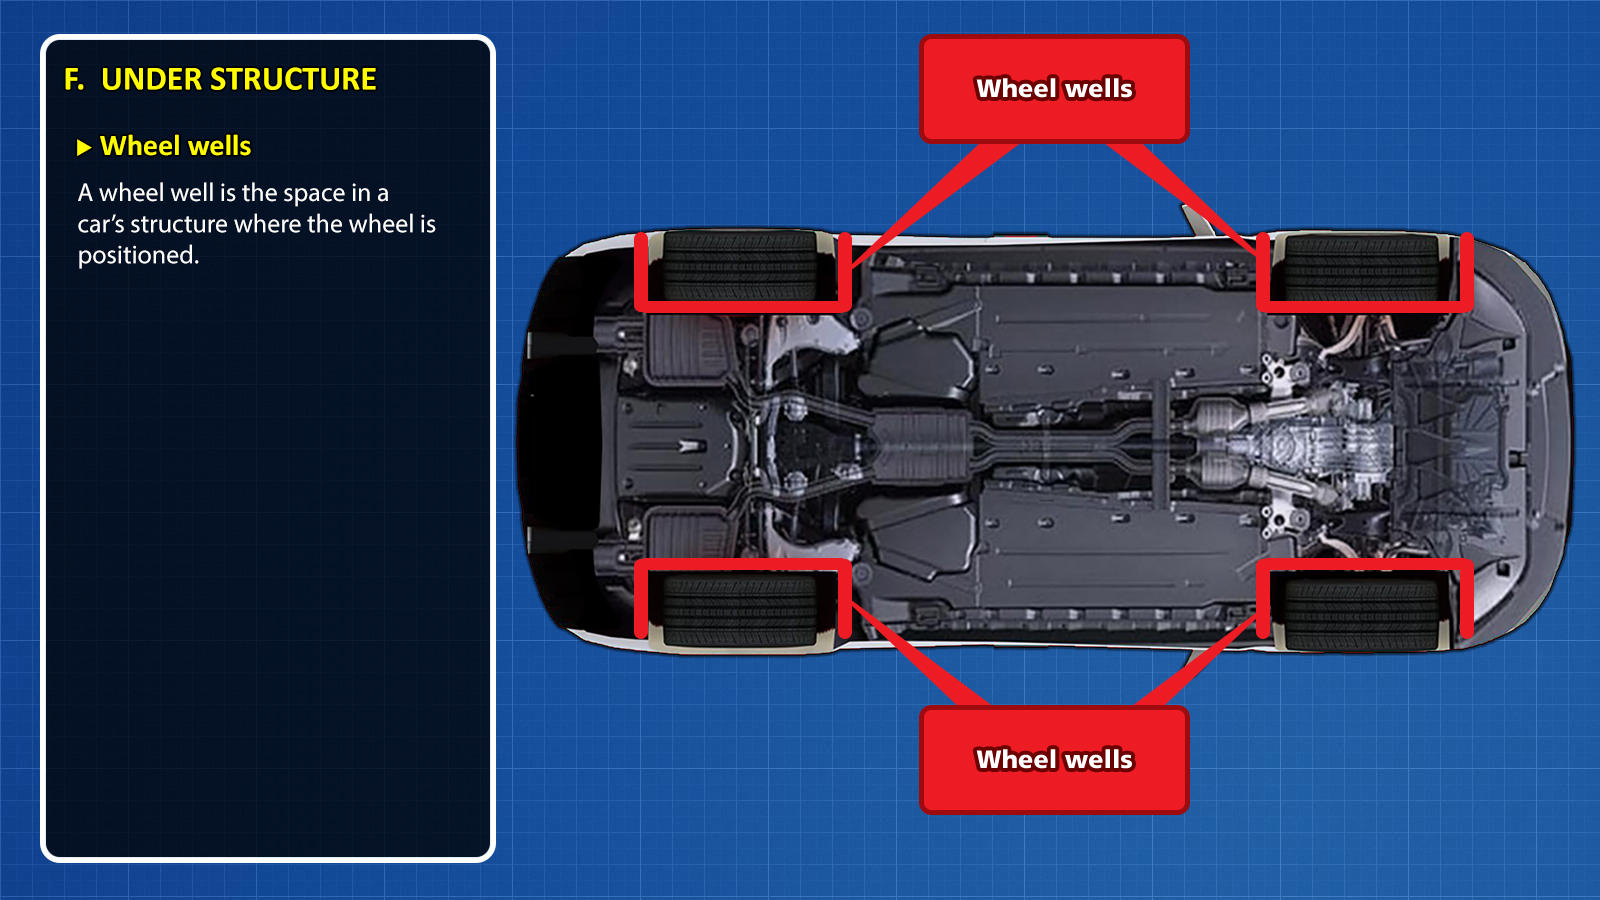 F. UNDER STRUCTURE
▶ Wheel wells
A wheel well is the space in a
car’s structure where the wheel is
positioned.
Wheel wells
Wheel wells